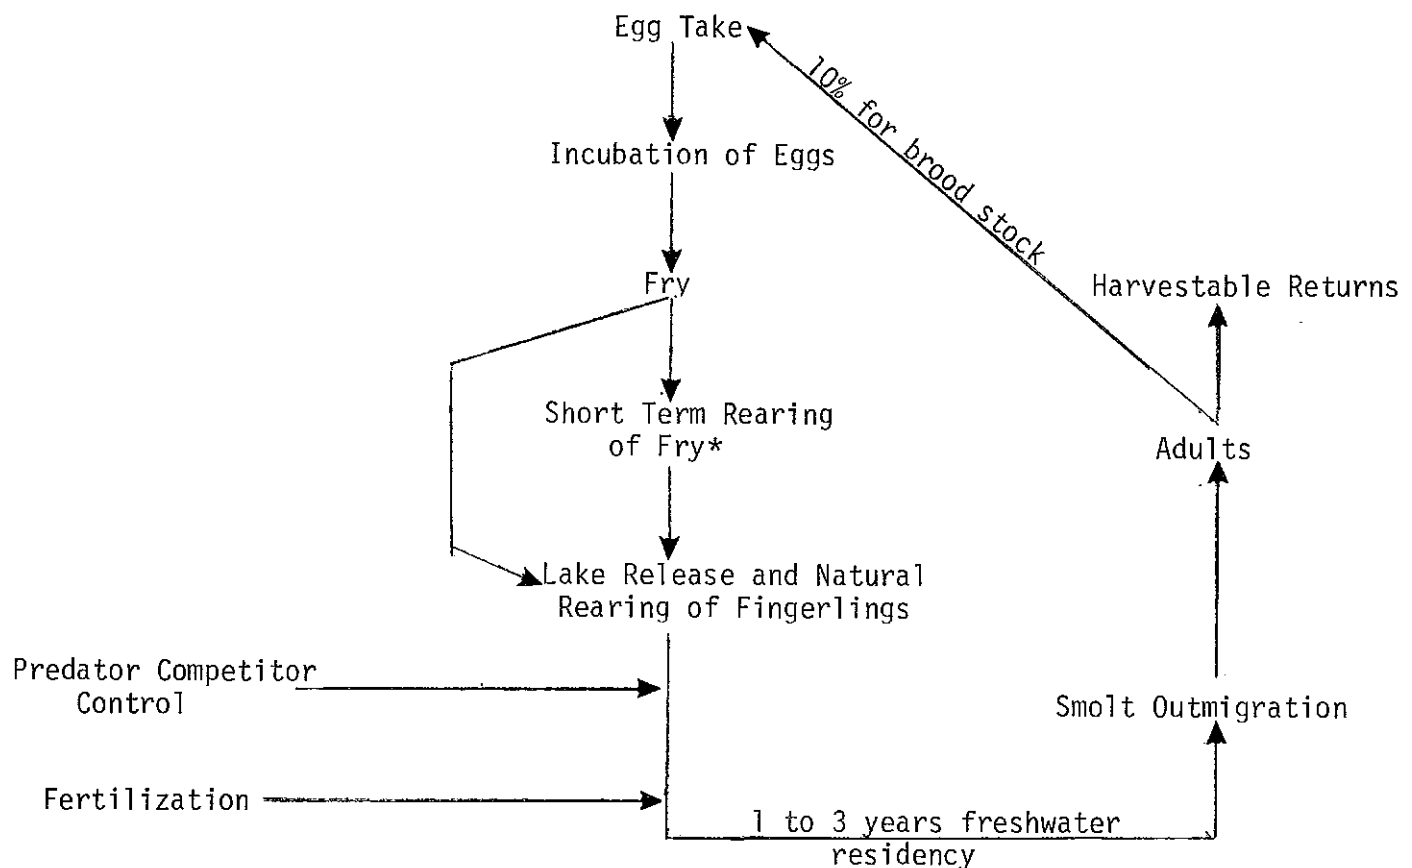 Egg Take
10% for brood stock
Incubation of Eggs
Fry
Harvestable Returns
Short Term Rearing
of Fry*
Adults
Lake Release and Natural
Rearing of Fingerlings
Predator Competitor
Control
Smolt Outmigration
Fertilization
1 to 3 years freshwater
residency